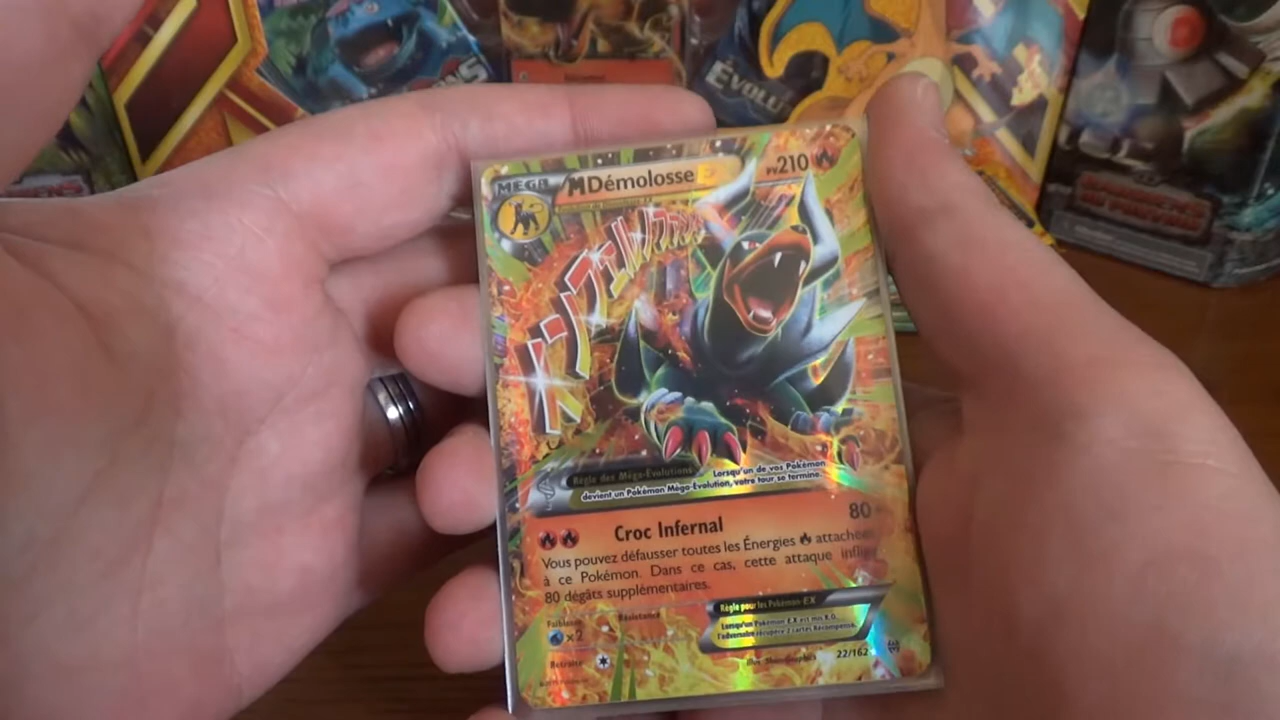 ÉVOLU
MEGA
MDémolosse EX
PV210
Règle des Méga-Évolutions
Lorsqu'un de vos Pokémon
devient un Pokémon Méga-Évolution, votre tour se termine.
Croc Infernal 80
Vous pouvez défausser toutes les Énergies attachées
à ce Pokémon. Dans ce cas, cette attaque inflige
80 dégâts supplémentaires.
Faiblesse
×2
Résistance
Règle pour les Pokémon-EX
Lorsqu'un Pokémon-EX est mis K.O.,
l'adversaire récupère 2 cartes Récompense.
Retraite
22/162